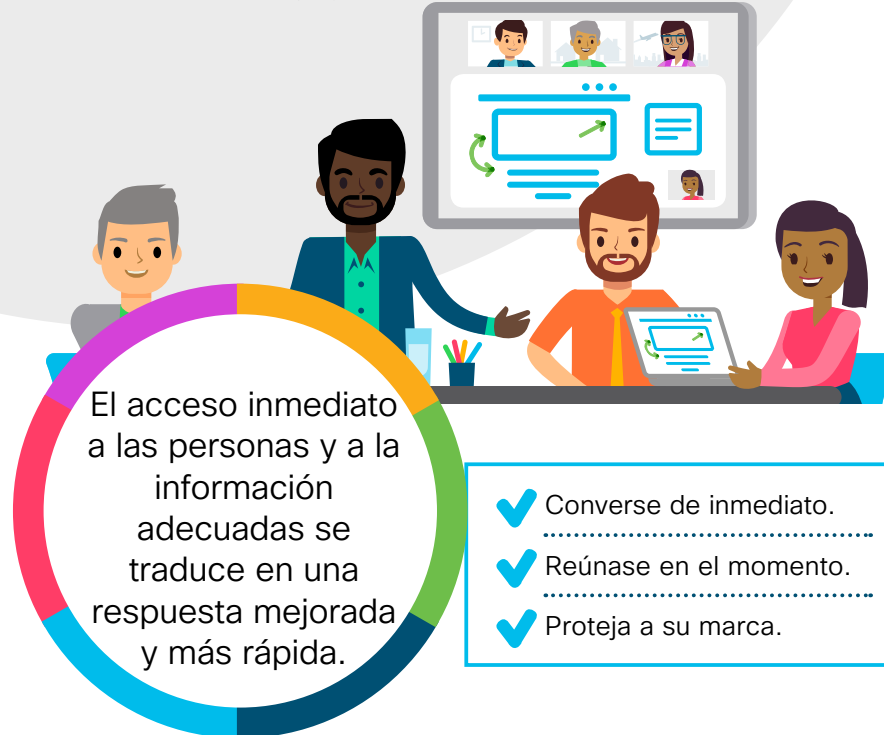 El acceso inmediato
a las personas y a la
información
adecuadas se
traduce en una
respuesta mejorada
y más rápida.
Converse de inmediato.
Reúnase en el momento.
Proteja a su marca.